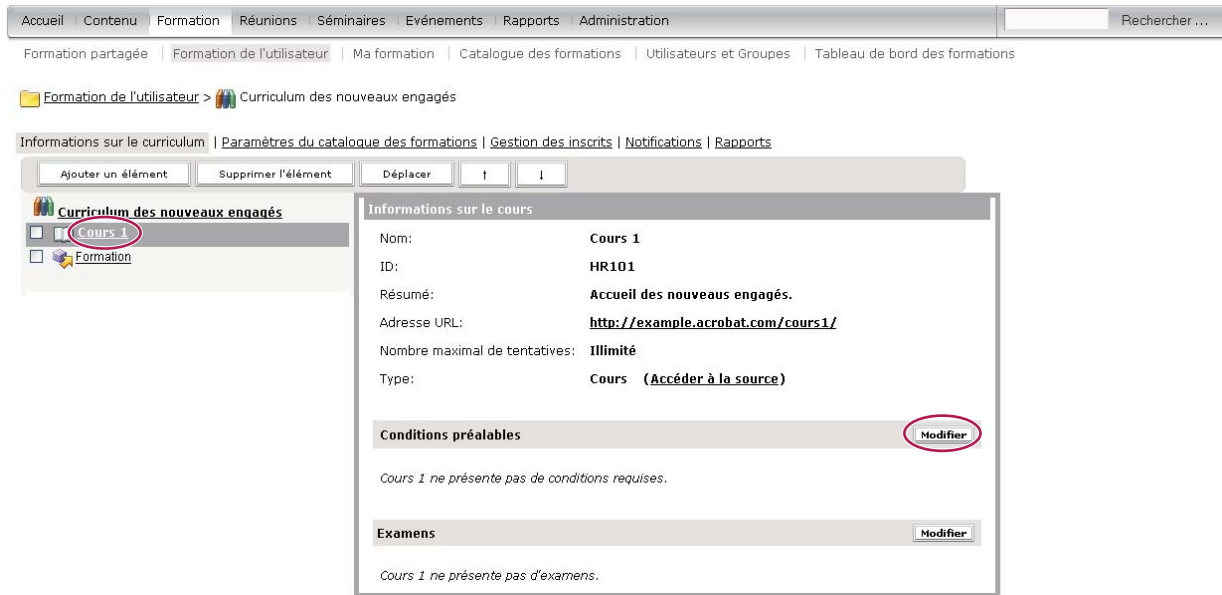 Accueil Contenu Formation Réunions Séminaires Evénements Rapports Administration Rechercher ...
Formation partagée | Formation de l'utilisateur | Ma formation | Catalogue des formations | Utilisateurs et Groupes | Tableau de bord des formations
Formation de l'utilisateur > Curriculum des nouveaux engagés
Informations sur le curriculum | Paramètres du catalogue des formations | Gestion des inscrits | Notifications | Rapports
Ajouter un élément Supprimer l'élément Déplacer ↑ ↓
Curriculum des nouveaux engagés
Cours 1
Formation
Informations sur le cours
Nom: Cours 1
ID: HR101
Résumé: Accueil des nouveaus engagés.
Adresse URL: http://example.acrobat.com/cours1/
Nombre maximal de tentatives: Illimité
Type: Cours (Accéder à la source)
Conditions préalables Modifier
Cours 1 ne présente pas de conditions requises.
Examens Modifier
Cours 1 ne présente pas d'examens.